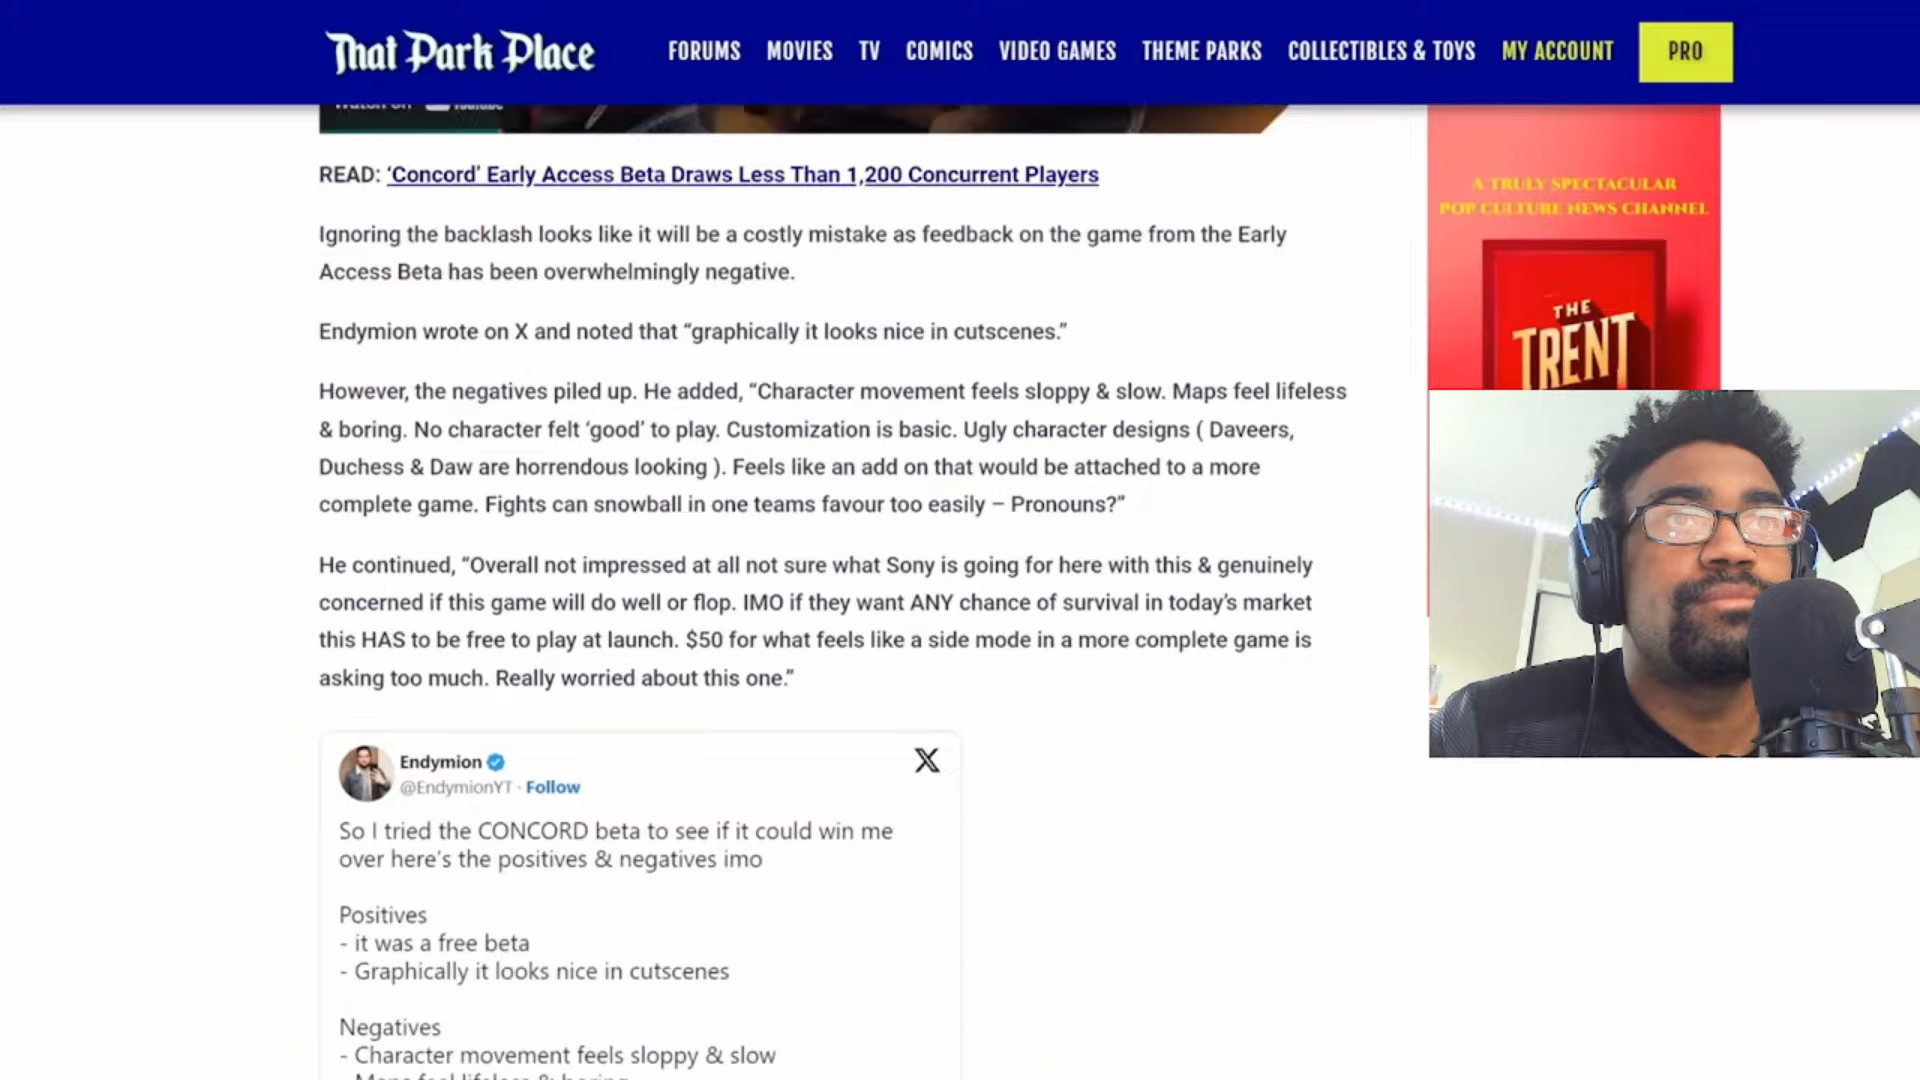 That Park Place
FORUMS MOVIES TV COMICS VIDEO GAMES THEME PARKS COLLECTIBLES & TOYS MY ACCOUNT PRO
Watch on YouTube
READ: ‘Concord’ Early Access Beta Draws Less Than 1,200 Concurrent Players
Ignoring the backlash looks like it will be a costly mistake as feedback on the game from the Early
Access Beta has been overwhelmingly negative.
Endymion wrote on X and noted that “graphically it looks nice in cutscenes.”
However, the negatives piled up. He added, “Character movement feels sloppy & slow. Maps feel lifeless
& boring. No character felt ‘good’ to play. Customization is basic. Ugly character designs ( Daveers,
Duchess & Daw are horrendous looking ). Feels like an add on that would be attached to a more
complete game. Fights can snowball in one teams favour too easily – Pronouns?”
He continued, “Overall not impressed at all not sure what Sony is going for here with this & genuinely
concerned if this game will do well or flop. IMO if they want ANY chance of survival in today’s market
this HAS to be free to play at launch. $50 for what feels like a side mode in a more complete game is
asking too much. Really worried about this one.”
Endymion
@EndymionYT · Follow
So I tried the CONCORD beta to see if it could win me
over here’s the positives & negatives imo
Positives
- it was a free beta
- Graphically it looks nice in cutscenes
Negatives
- Character movement feels sloppy & slow
- Maps feel lifeless & boring
A TRULY SPECTACULAR
POP CULTURE NEWS CHANNEL
THE
TRENT